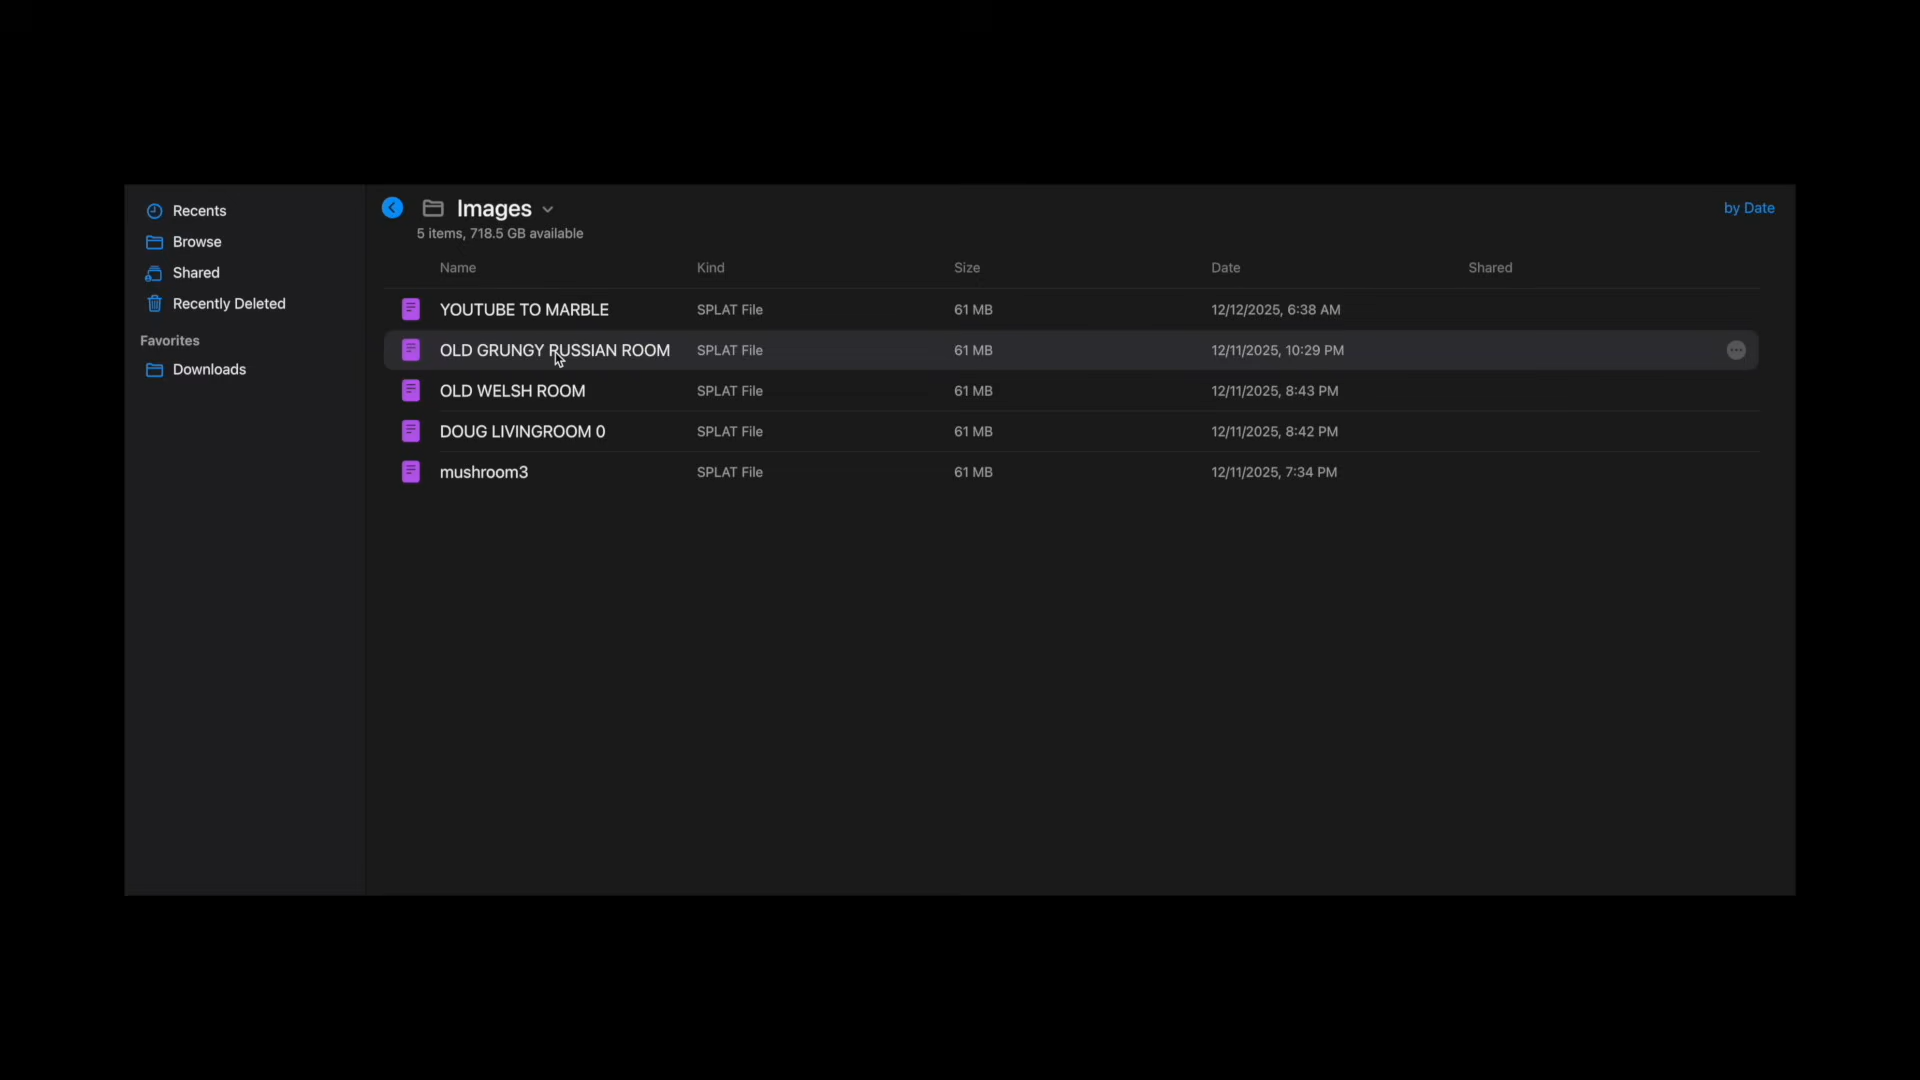 Recents
Browse
Shared
Recently Deleted
Favorites
Downloads
Images
by Date
5 items, 718.5 GB available
Name Kind Size Date Shared
YOUTUBE TO MARBLE SPLAT File 61 MB 12/12/2025, 6:38 AM
OLD GRUNGY RUSSIAN ROOM SPLAT File 61 MB 12/11/2025, 10:29 PM
OLD WELSH ROOM SPLAT File 61 MB 12/11/2025, 8:43 PM
DOUG LIVINGROOM 0 SPLAT File 61 MB 12/11/2025, 8:42 PM
mushroom3 SPLAT File 61 MB 12/11/2025, 7:34 PM